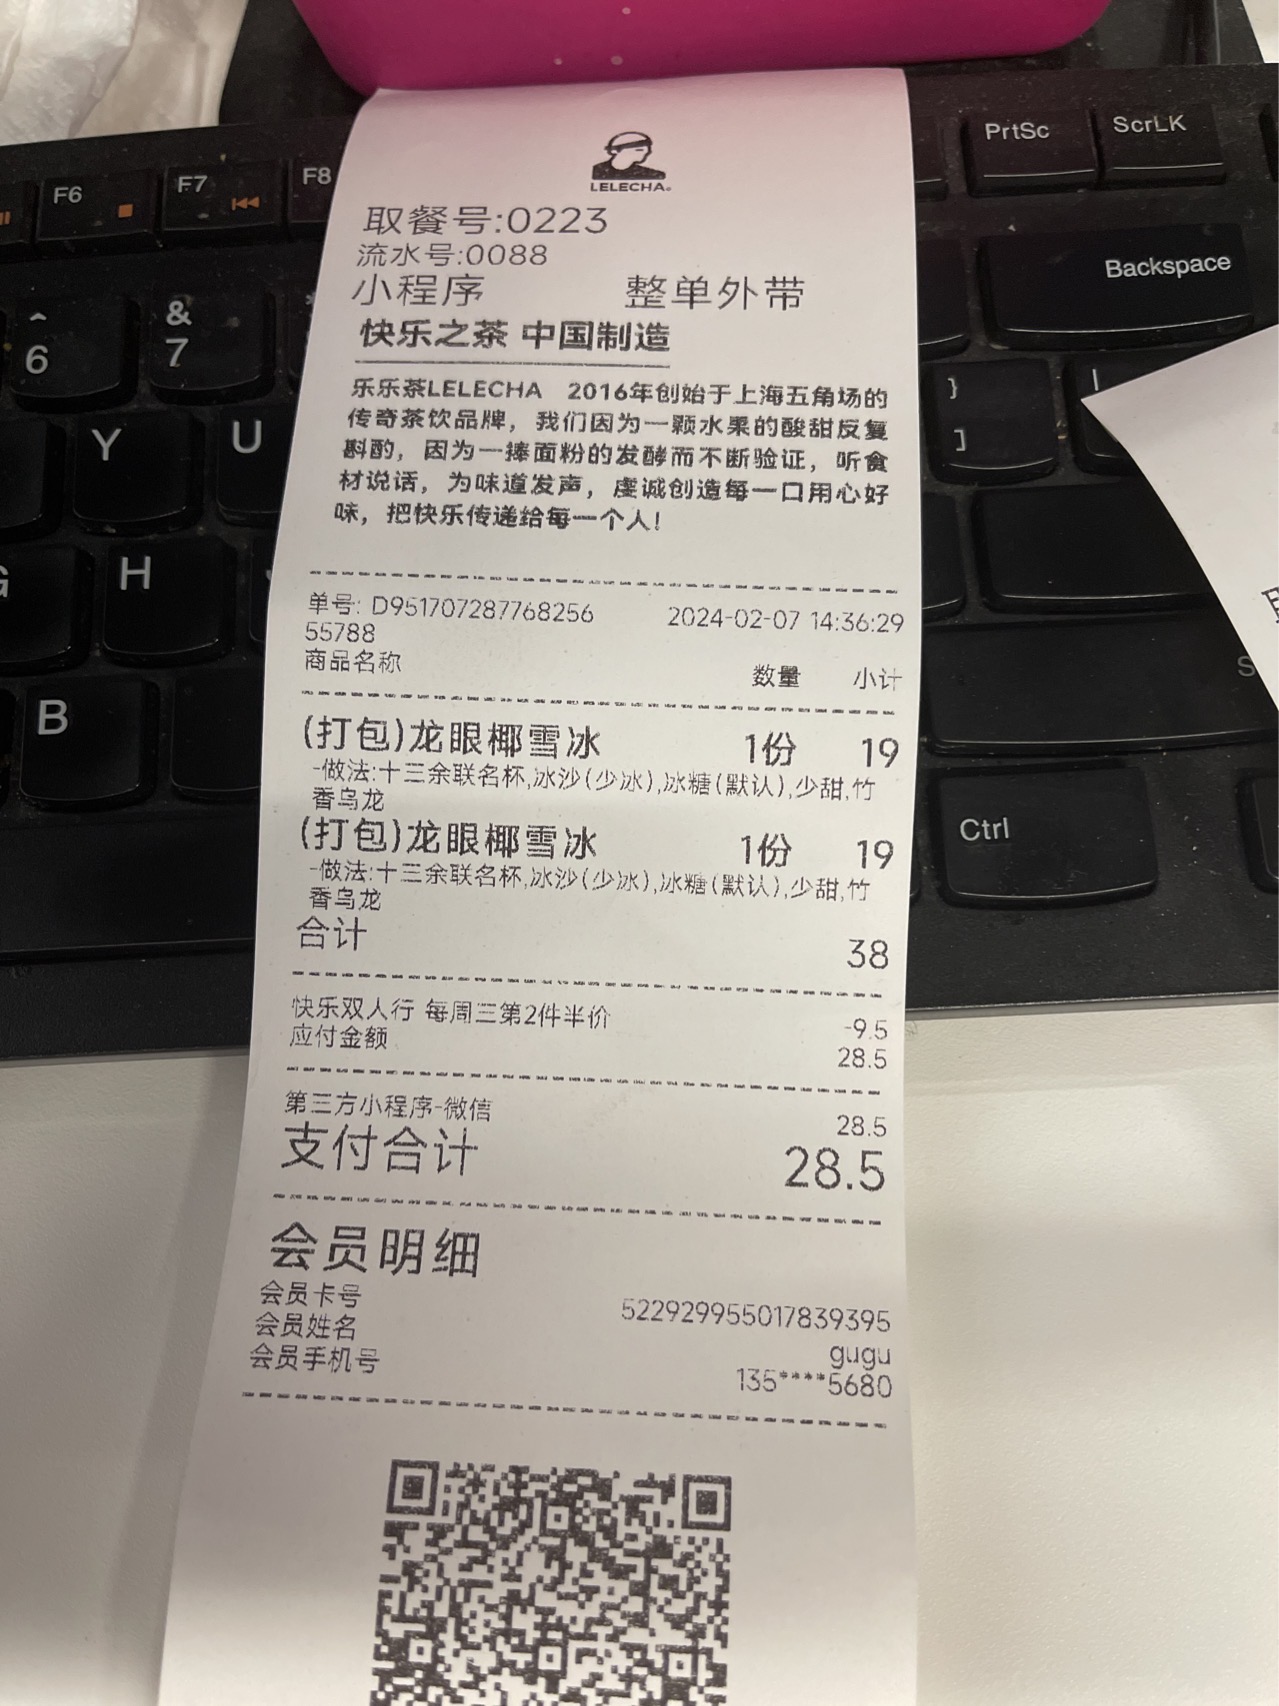 LELECHA
取餐号:0223
流水号:0088
小程序 整单外带
快乐之茶 中国制造
乐乐茶LELECHA 2016年创始于上海五角场的
传奇茶饮品牌，我们因为一颗水果的酸甜反复
斟酌，因为一捧面粉的发酵而不断验证，听食
材说话，为味道发声，虔诚创造每一口用心好
味，把快乐传递给每一个人！
单号: D951707287768256 2024-02-07 14:36:29
55788
商品名称 数量 小计
(打包)龙眼椰雪冰 1份 19
-做法:十三余联名杯,冰沙(少冰),冰糖(默认),少甜,竹
香乌龙
(打包)龙眼椰雪冰 1份 19
-做法:十三余联名杯,冰沙(少冰),冰糖(默认),少甜,竹
香乌龙
合计 38
快乐双人行 每周三第2件半价 -9.5
应付金额 28.5
第三方小程序-微信 28.5
支付合计 28.5
会员明细
会员卡号 522929955017839395
会员姓名 gugu
会员手机号 135****5680
F6
F7
F8
PrtSc
ScrLK
Backspace
^
6
&
7
}
]
Y
U
G
H
B
Ctrl